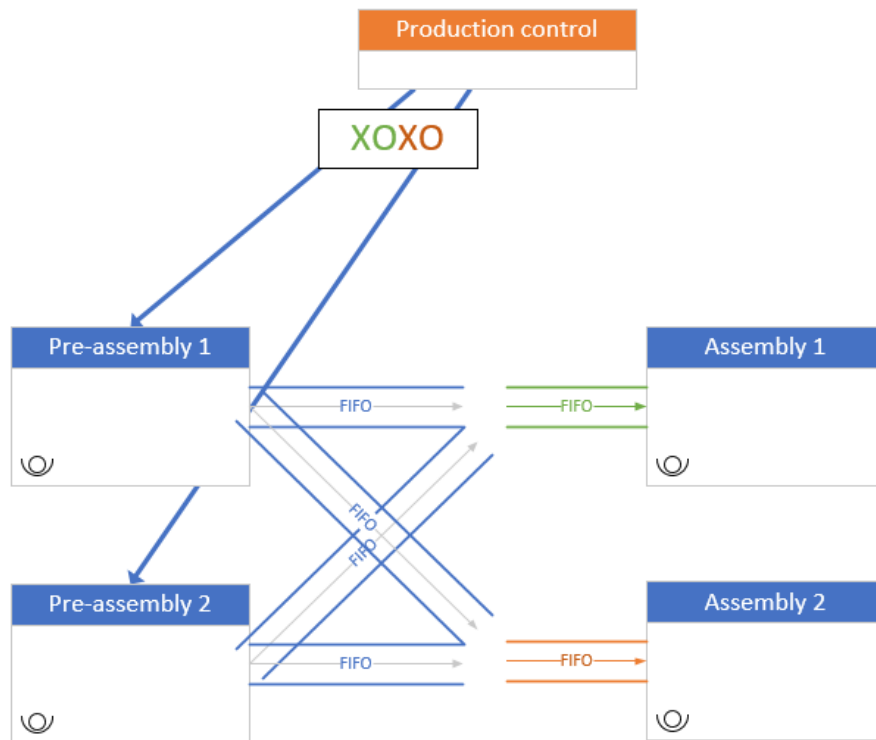 Production control
XOXO
Pre-assembly 1
Assembly 1
FIFO
FIFO
FIFO
FIFO
Pre-assembly 2
Assembly 2
FIFO
FIFO